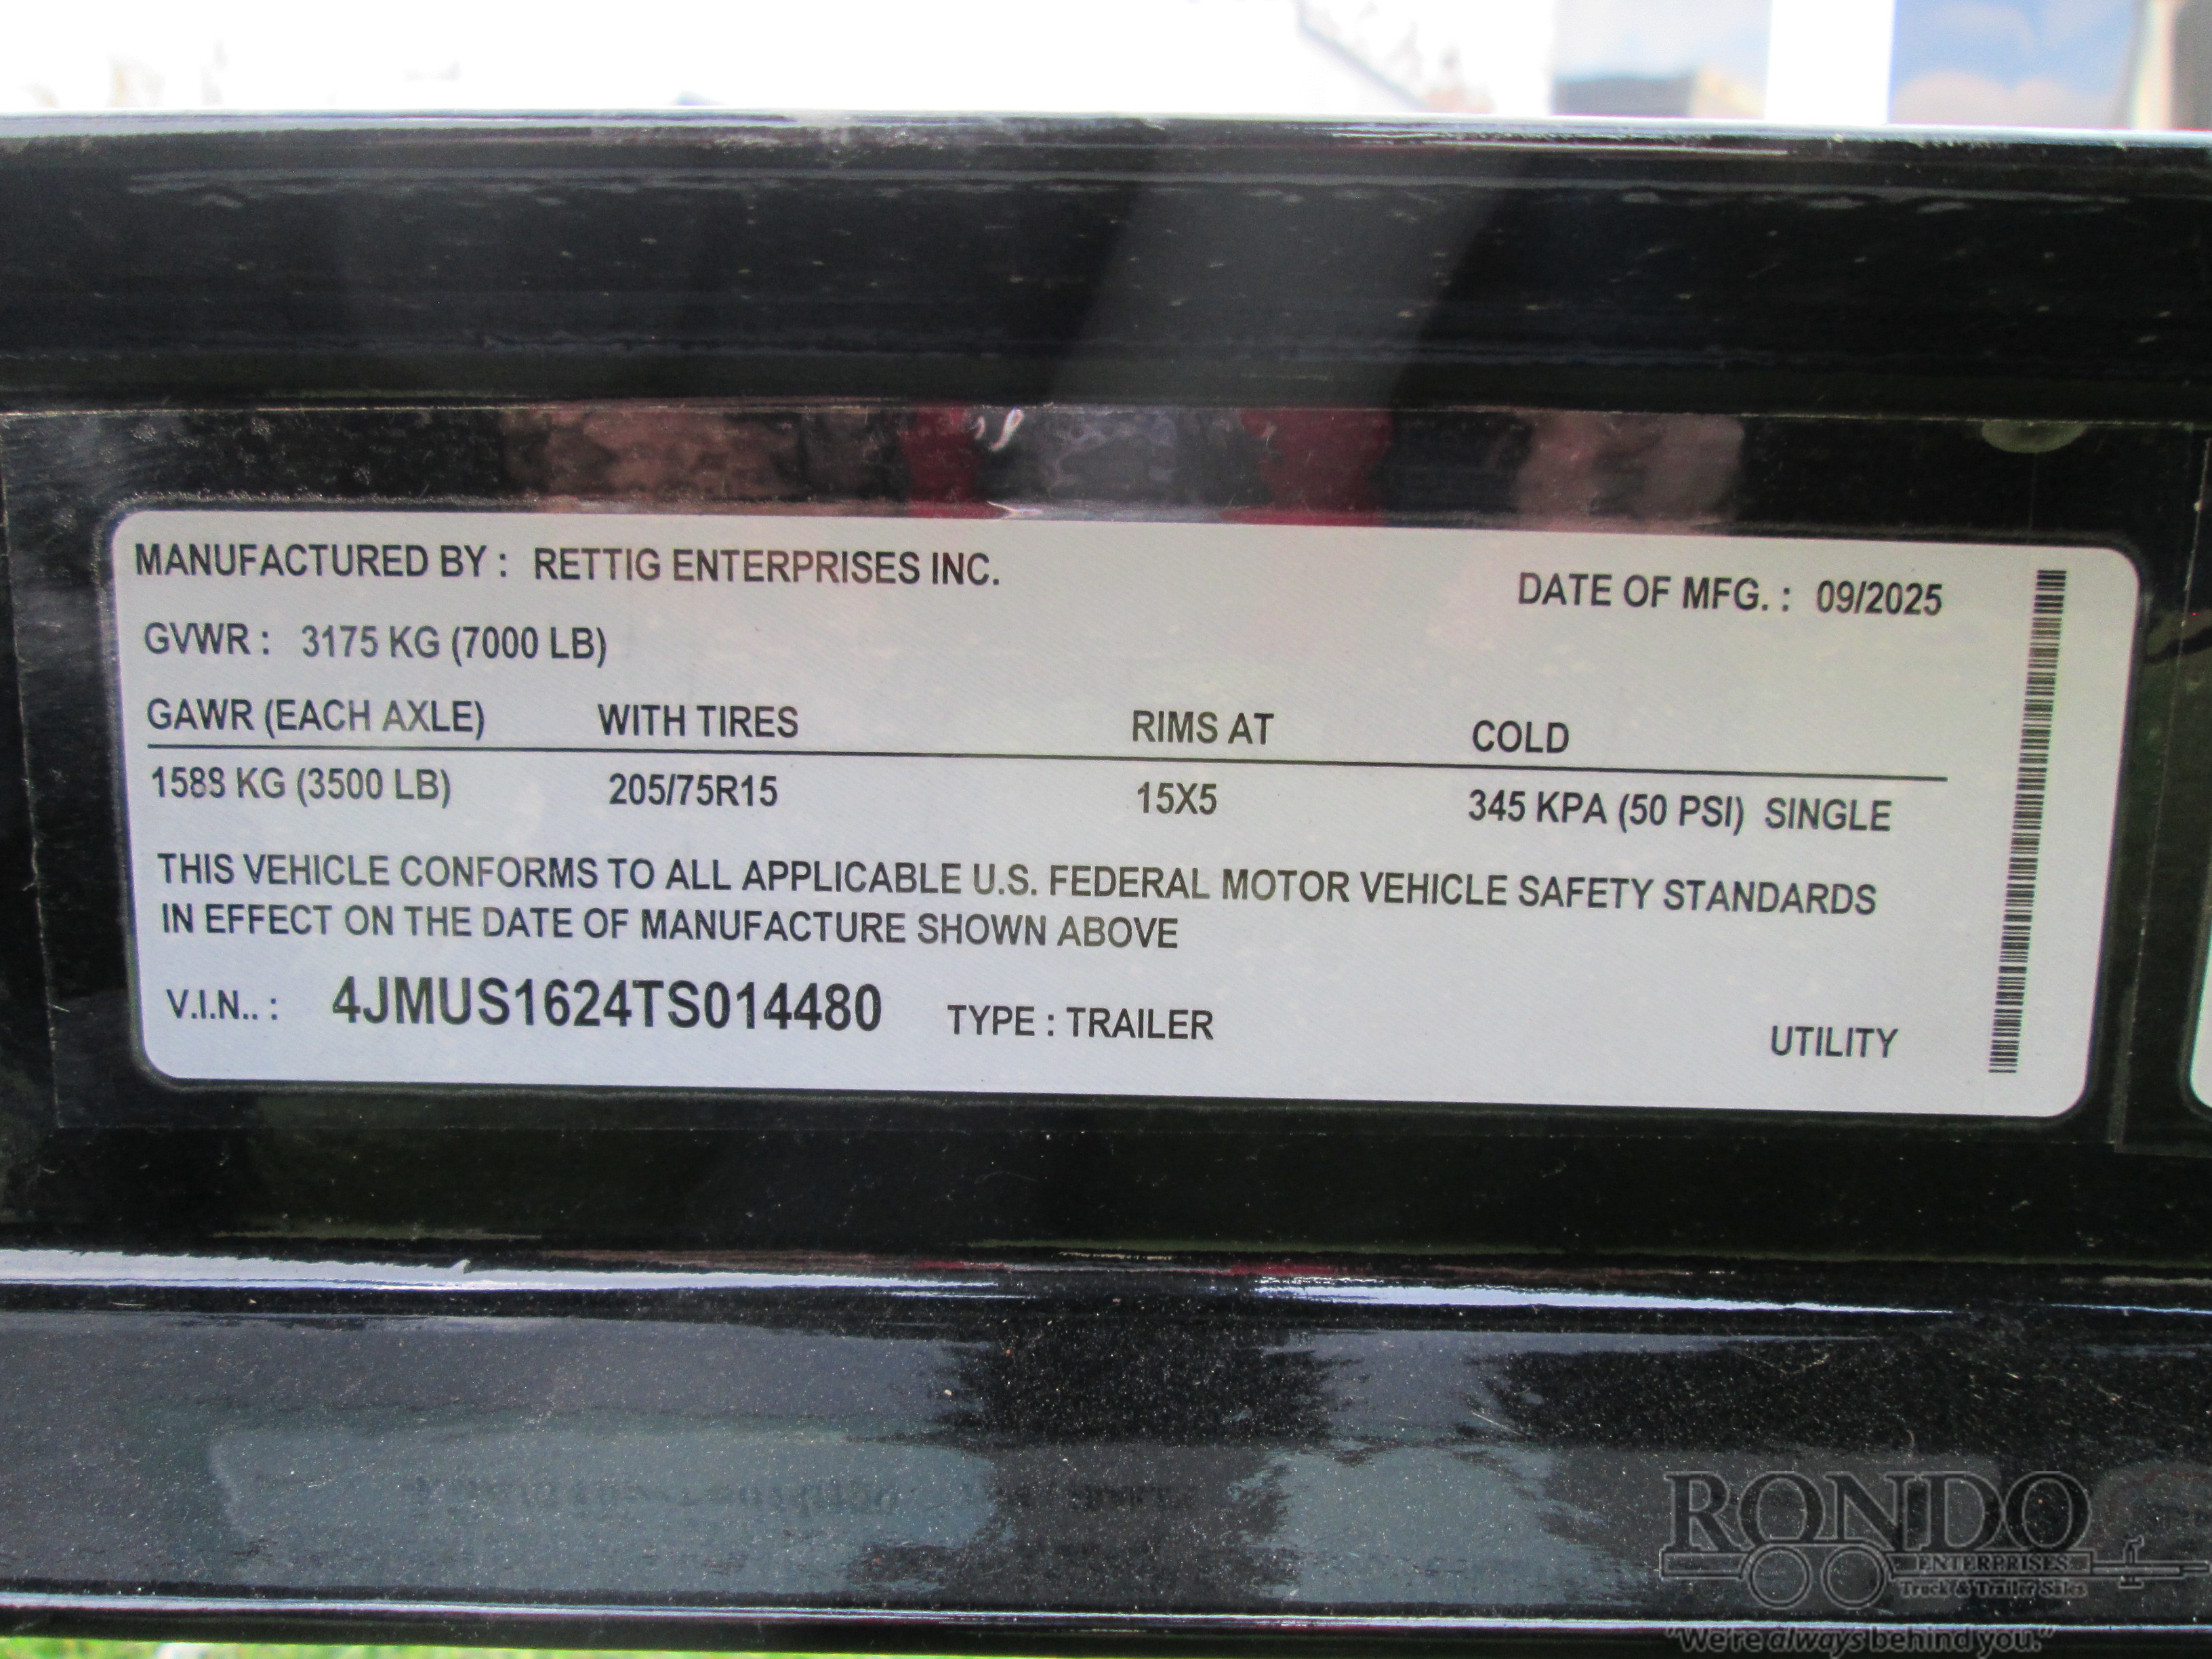 MANUFACTURED BY : RETTIG ENTERPRISES INC.
DATE OF MFG. : 09/2025
GVWR : 3175 KG (7000 LB)
GAWR (EACH AXLE) WITH TIRES RIMS AT COLD
1588 KG (3500 LB) 205/75R15 15X5 345 KPA (50 PSI) SINGLE
THIS VEHICLE CONFORMS TO ALL APPLICABLE U.S. FEDERAL MOTOR VEHICLE SAFETY STANDARDS
IN EFFECT ON THE DATE OF MANUFACTURE SHOWN ABOVE
V.I.N.. : 4JMUS1624TS014480 TYPE : TRAILER UTILITY
RONDO
ENTERPRISES
Truck & Trailer Sales
"We're always behind you."